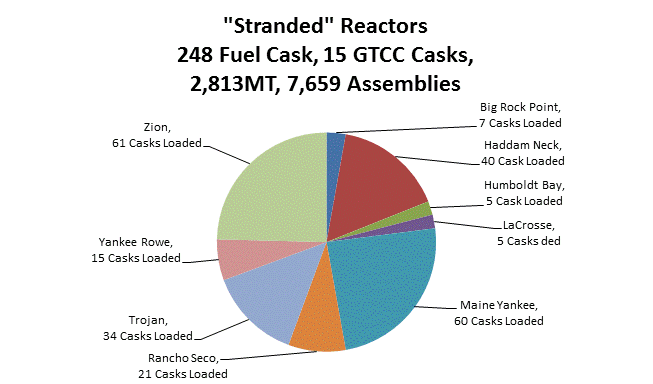 "Stranded" Reactors
248 Fuel Cask, 15 GTCC Casks,
2,813MT, 7,659 Assemblies
Big Rock Point,
7 Casks Loaded
Haddam Neck,
40 Cask Loaded
Humboldt Bay,
5 Cask Loaded
LaCrosse,
5 Casks ded
Maine Yankee,
60 Casks Loaded
Rancho Seco,
21 Casks Loaded
Trojan,
34 Casks Loaded
Yankee Rowe,
15 Casks Loaded
Zion,
61 Casks Loaded